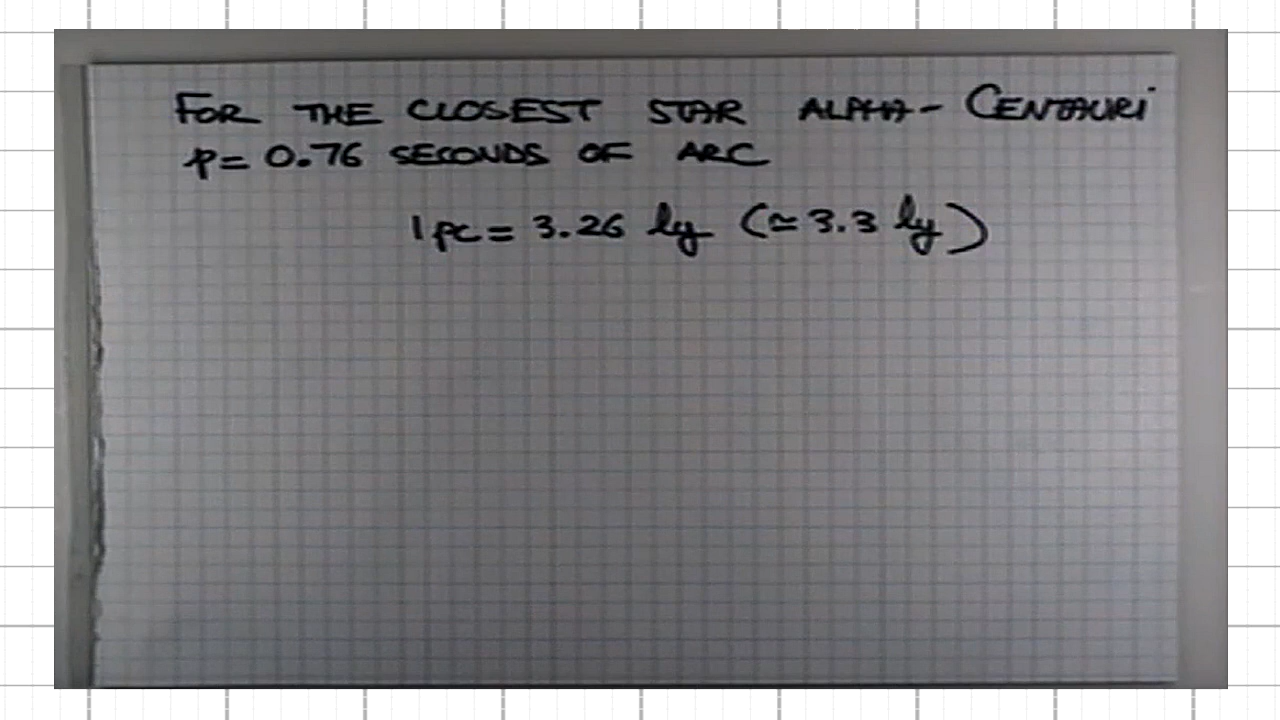 FOR THE CLOSEST STAR ALPHA-CENTAURI
p = 0.76 SECONDS OF ARC
1 pc = 3.26 ly (≃ 3.3 ly)